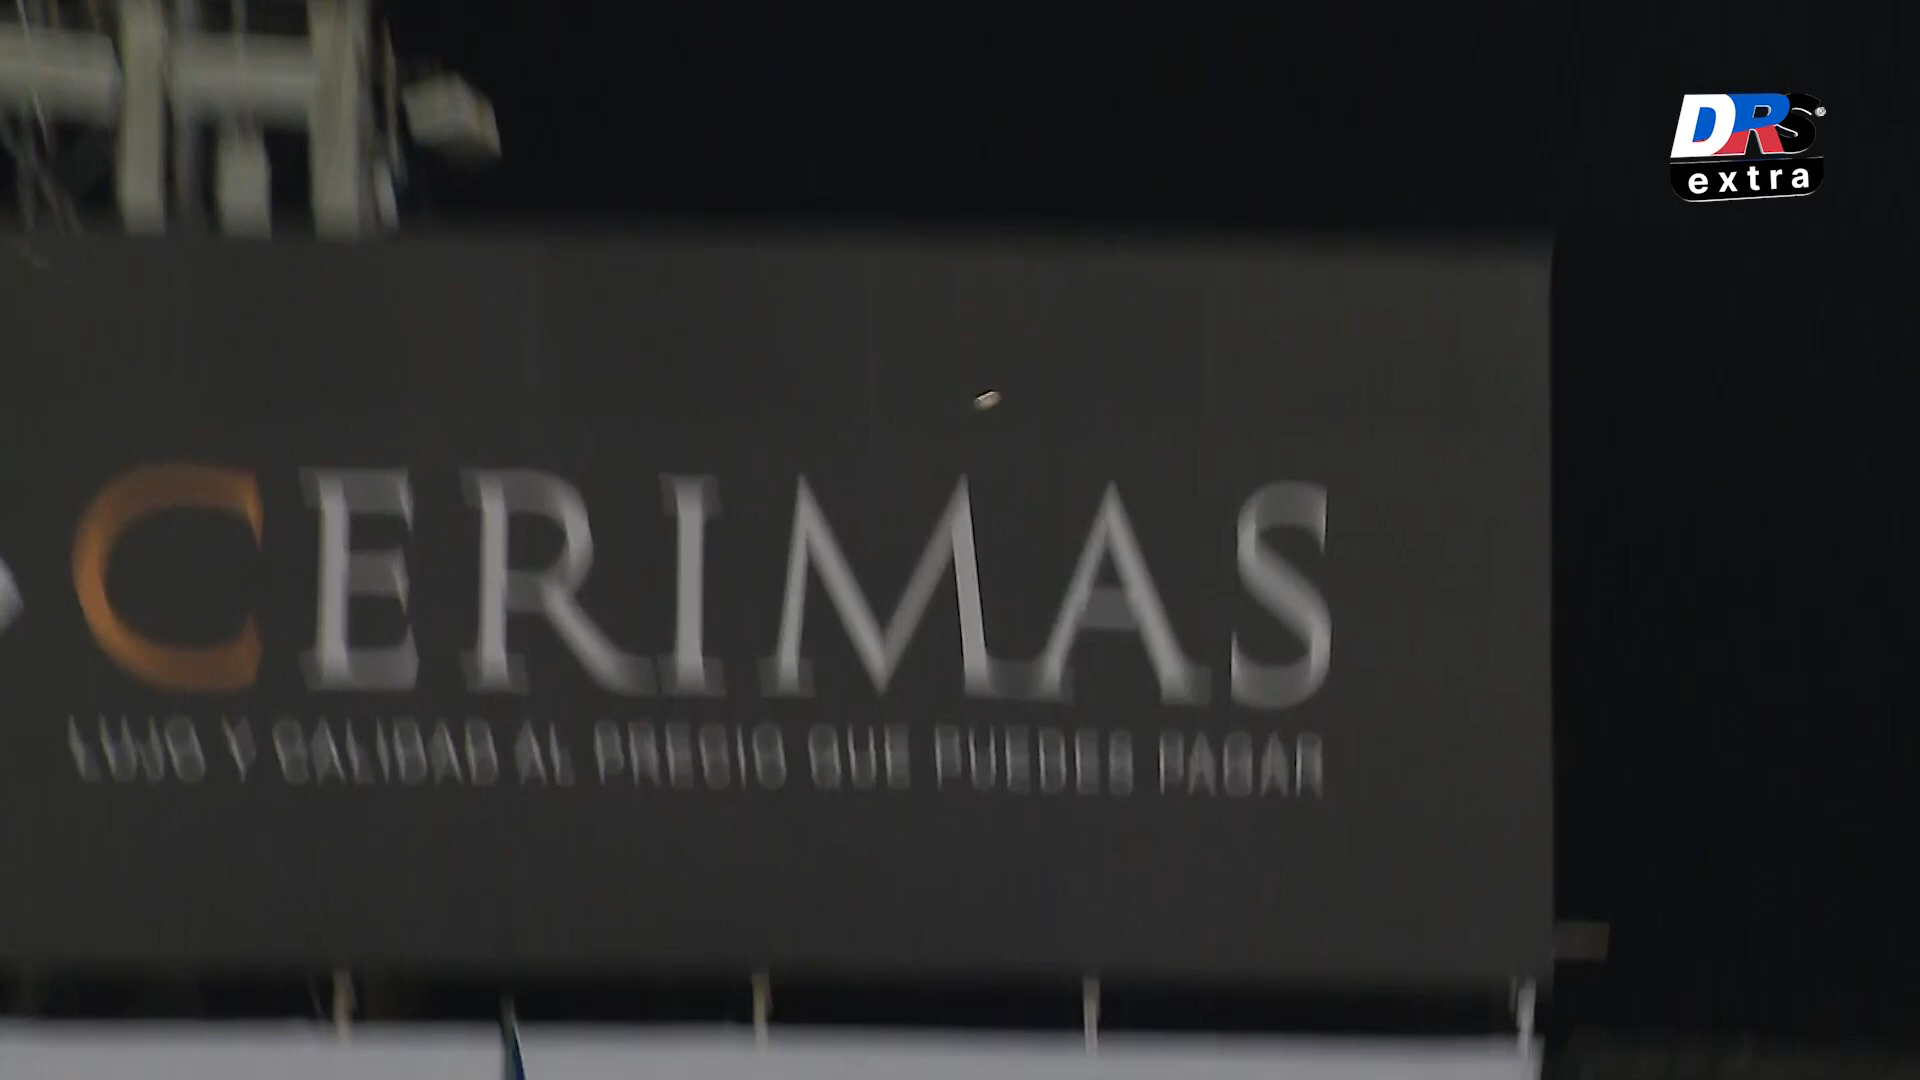 DRS®
extra
CERIMAS
LUJO Y CALIDAD AL PRECIO QUE PUEDES PAGAR